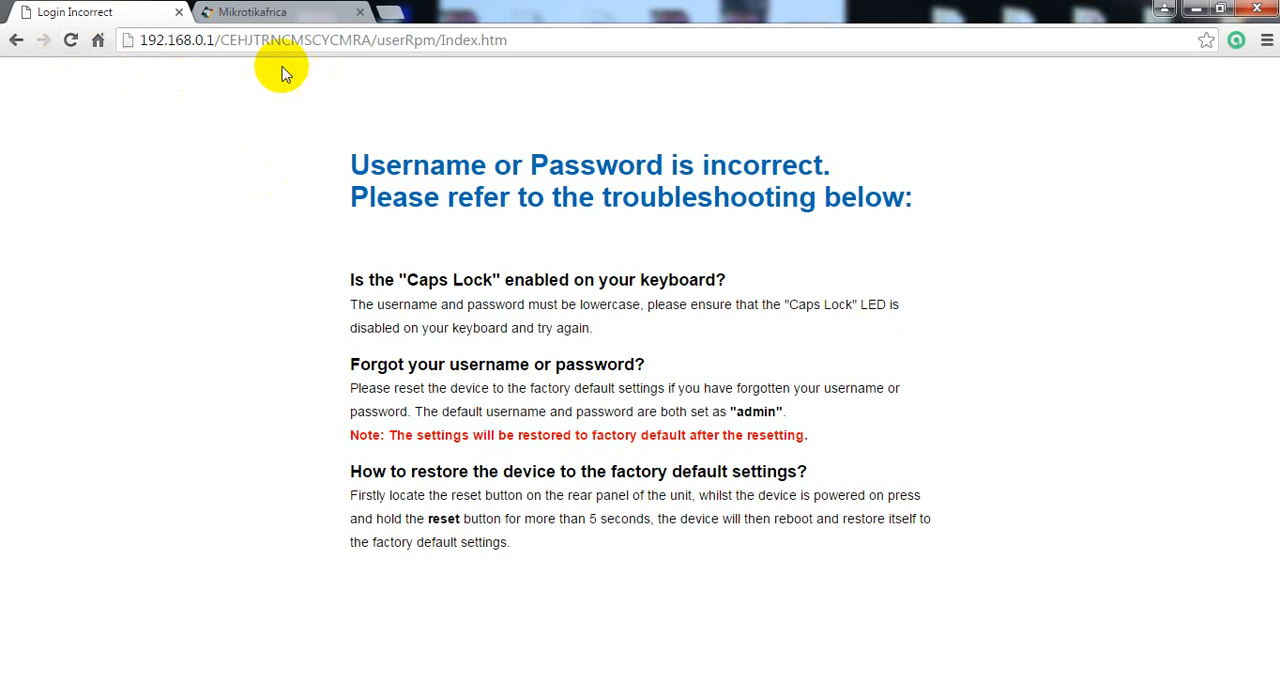 Login Incorrect
Mikrotikafrica
192.168.0.1/CEHJTRNCMSCYCMRA/userRpm/Index.htm
Username or Password is incorrect.
Please refer to the troubleshooting below:
Is the "Caps Lock" enabled on your keyboard?
The username and password must be lowercase, please ensure that the "Caps Lock" LED is
disabled on your keyboard and try again.
Forgot your username or password?
Please reset the device to the factory default settings if you have forgotten your username or
password. The default username and password are both set as "admin".
Note: The settings will be restored to factory default after the resetting.
How to restore the device to the factory default settings?
Firstly locate the reset button on the rear panel of the unit, whilst the device is powered on press
and hold the reset button for more than 5 seconds, the device will then reboot and restore itself to
the factory default settings.